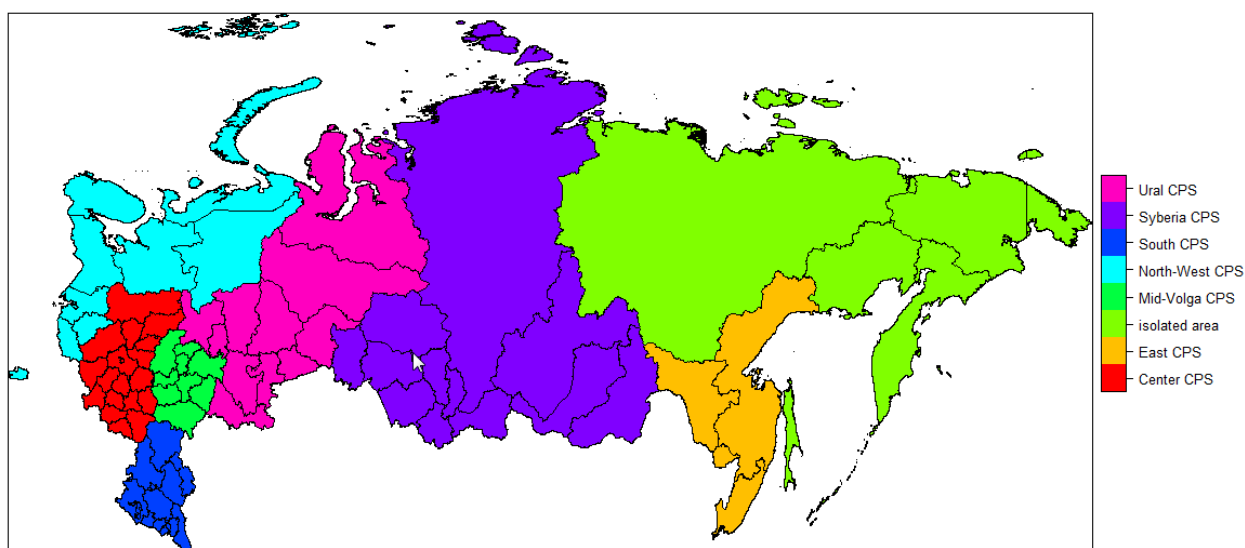 Ural CPS
Syberia CPS
South CPS
North-West CPS
Mid-Volga CPS
isolated area
East CPS
Center CPS